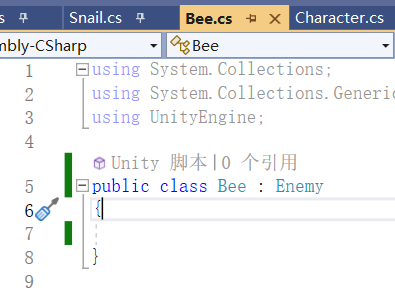 s Snail.cs Bee.cs Character.cs
mbly-CSharp Bee
1 using System.Collections;
2 using System.Collections.Generic
3 using UnityEngine;
4
Unity 脚本|0 个引用
5 public class Bee : Enemy
6 {
7
8 }
9